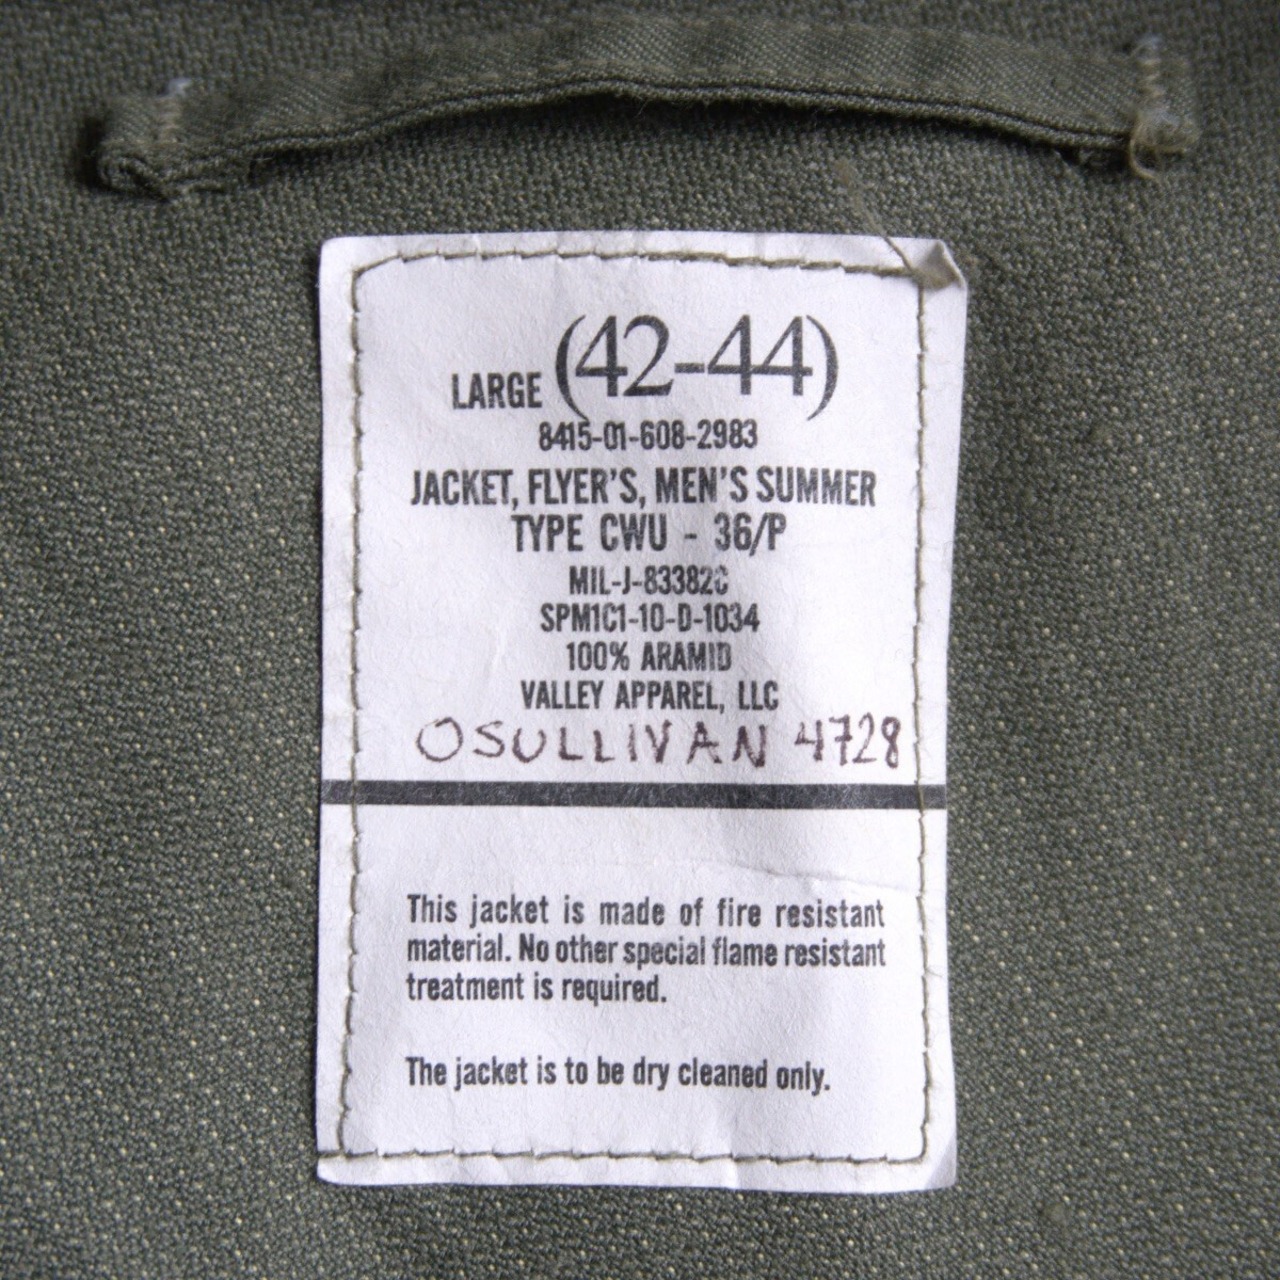 LARGE (42-44)
8415-01-608-2983
JACKET, FLYER'S, MEN'S SUMMER
TYPE CWU - 36/P
MIL-J-83382C
SPM1C1-10-D-1034
100% ARAMID
VALLEY APPAREL, LLC
OSULLIVAN 4728
This jacket is made of fire resistant
material. No other special flame resistant
treatment is required.
The jacket is to be dry cleaned only.